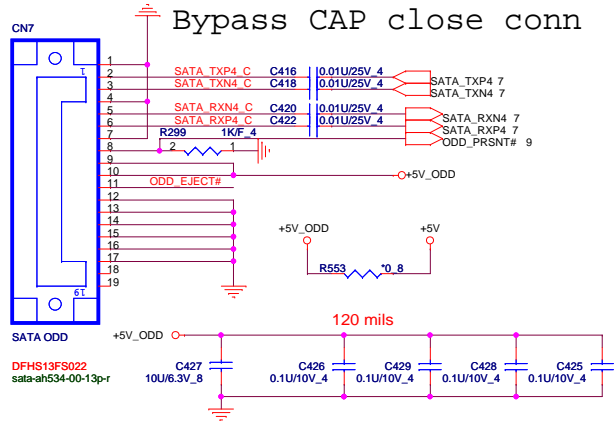 Bypass CAP close conn
CN7
1
1
2 SATA_TXP4_C C416 0.01U/25V_4 SATA_TXP4 7
3 SATA_TXN4_C C418 0.01U/25V_4 SATA_TXN4 7
4
5 SATA_RXN4_C C420 0.01U/25V_4 SATA_RXN4 7
6 SATA_RXP4_C C422 0.01U/25V_4 SATA_RXP4 7
7 R299 1K/F_4 ODD_PRSNT# 9
8 2 1
9
10 +5V_ODD
11 ODD_EJECT#
12
13
14
15
16
17
18
19
19
+5V_ODD +5V
R553 *0_8
SATA ODD
DFHS13FS022
sata-ah534-00-13p-r
120 mils
+5V_ODD
C427 C426 C429 C428 C425
10U/6.3V_8 0.1U/10V_4 0.1U/10V_4 0.1U/10V_4 0.1U/10V_4